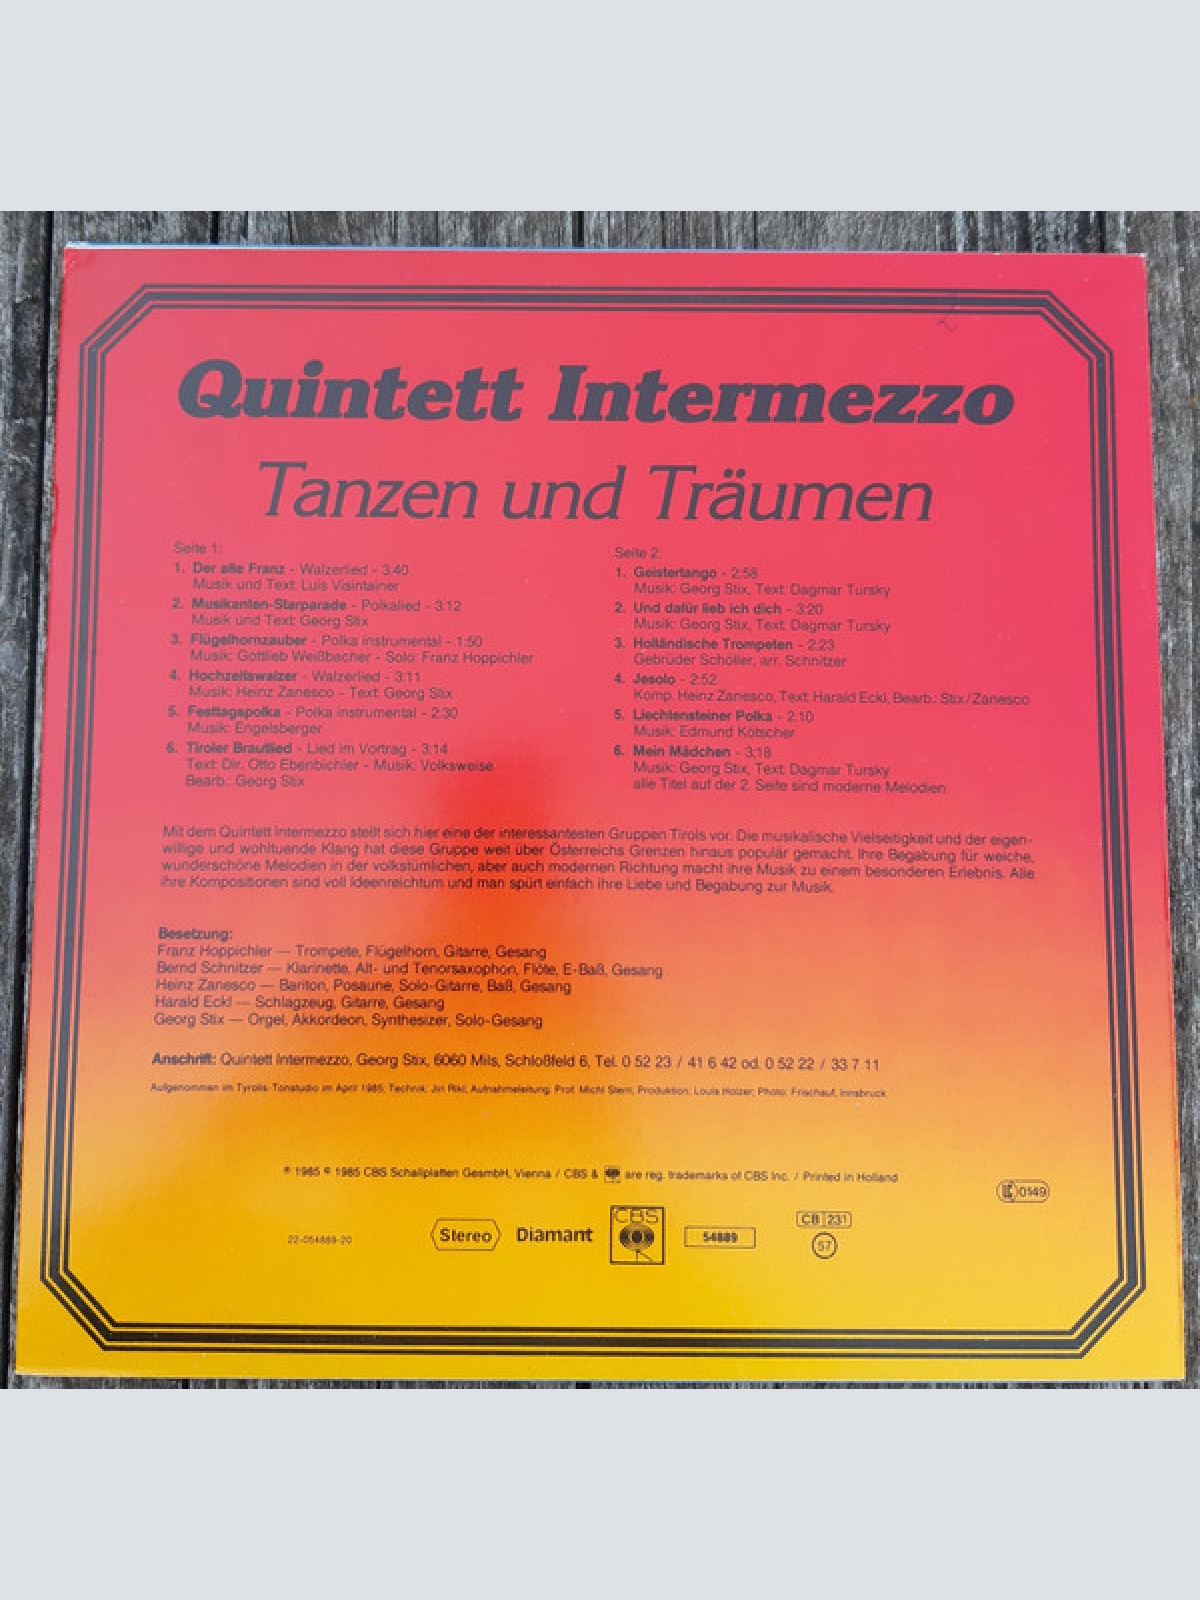 Quintett Intermezzo
Tanzen und Träumen
Seite 1:
1. Der alte Franz - Walzerlied - 3:40
Musik und Text: Luis Visintainer
2. Musikanten-Starparade - Polkalied - 3:12
Musik und Text: Georg Stix
3. Flügelhornzauber - Polka instrumental - 1:50
Musik: Gottlieb Weißbacher - Solo: Franz Hoppichler
4. Hochzeitswalzer - Walzerlied - 3:11
Musik: Heinz Zanesco - Text: Georg Stix
5. Festtagspolka - Polka instrumental - 2:30
Musik: Engelsberger
6. Tiroler Brautlied - Lied im Vortrag - 3:14
Text: Dir. Otto Ebenbichler - Musik: Volksweise
Bearb.: Georg Stix
Seite 2:
1. Geistertango - 2:58
Musik: Georg Stix, Text: Dagmar Tursky
2. Und dafür lieb ich dich - 3:20
Musik: Georg Stix, Text: Dagmar Tursky
3. Holländische Trompeten - 2:23
Gebrüder Schöller, arr. Schnitzer
4. Jesolo - 2:52
Komp. Heinz Zanesco, Text: Harald Eckl, Bearb.: Stix/Zanesco
5. Liechtensteiner Polka - 2:10
Musik: Edmund Kötscher
6. Mein Mädchen - 3:18
Musik: Georg Stix, Text: Dagmar Tursky
alle Titel auf der 2. Seite sind moderne Melodien
Mit dem Quintett Intermezzo stellt sich hier eine der interessantesten Gruppen Tirols vor. Die musikalische Vielseitigkeit und der eigen-
willige und wohltuende Klang hat diese Gruppe weit über Österreichs Grenzen hinaus populär gemacht. Ihre Begabung für weiche,
wunderschöne Melodien in der volkstümlichen, aber auch modernen Richtung macht ihre Musik zu einem besonderen Erlebnis. Alle
ihre Kompositionen sind voll Ideenreichtum und man spürt einfach ihre Liebe und Begabung zur Musik.
Besetzung:
Franz Hoppichler — Trompete, Flügelhorn, Gitarre, Gesang
Bernd Schnitzer — Klarinette, Alt- und Tenorsaxophon, Flöte, E-Baß, Gesang
Heinz Zanesco — Bariton, Posaune, Solo-Gitarre, Baß, Gesang
Harald Eckl — Schlagzeug, Gitarre, Gesang
Georg Stix — Orgel, Akkordeon, Synthesizer, Solo-Gesang
Anschrift: Quintett Intermezzo, Georg Stix, 6060 Mils, Schloßfeld 6, Tel. 0 52 23 / 41 6 42 od. 0 52 22 / 33 7 11
Aufgenommen im Tyrolis-Tonstudio im April 1985; Technik: Jiri Rikl; Aufnahmeleitung: Prof. Michl Stern; Produktion: Louis Holzer; Photo: Frischauf, Innsbruck
℗ 1985 © 1985 CBS Schallplatten GesmbH, Vienna / CBS & are reg. trademarks of CBS Inc. / Printed in Holland
LC 0149
22-054889-20
Stereo
Diamant
CBS
54889
CB 231
57